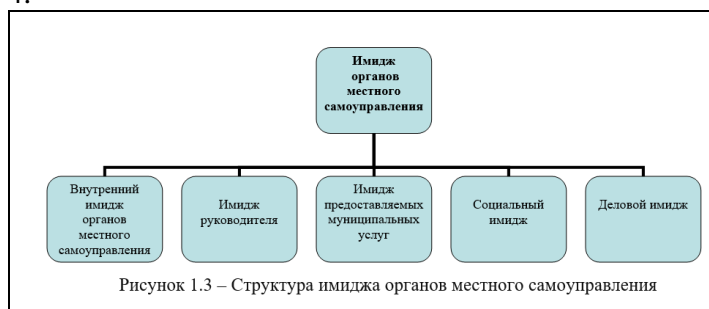 Имидж
органов
местного
самоуправления
Внутренний
имидж
органов
местного
самоуправления
Имидж
руководителя
Имидж
предоставляемых
муниципальных
услуг
Социальный
имидж
Деловой имидж
Рисунок 1.3 – Структура имиджа органов местного самоуправления